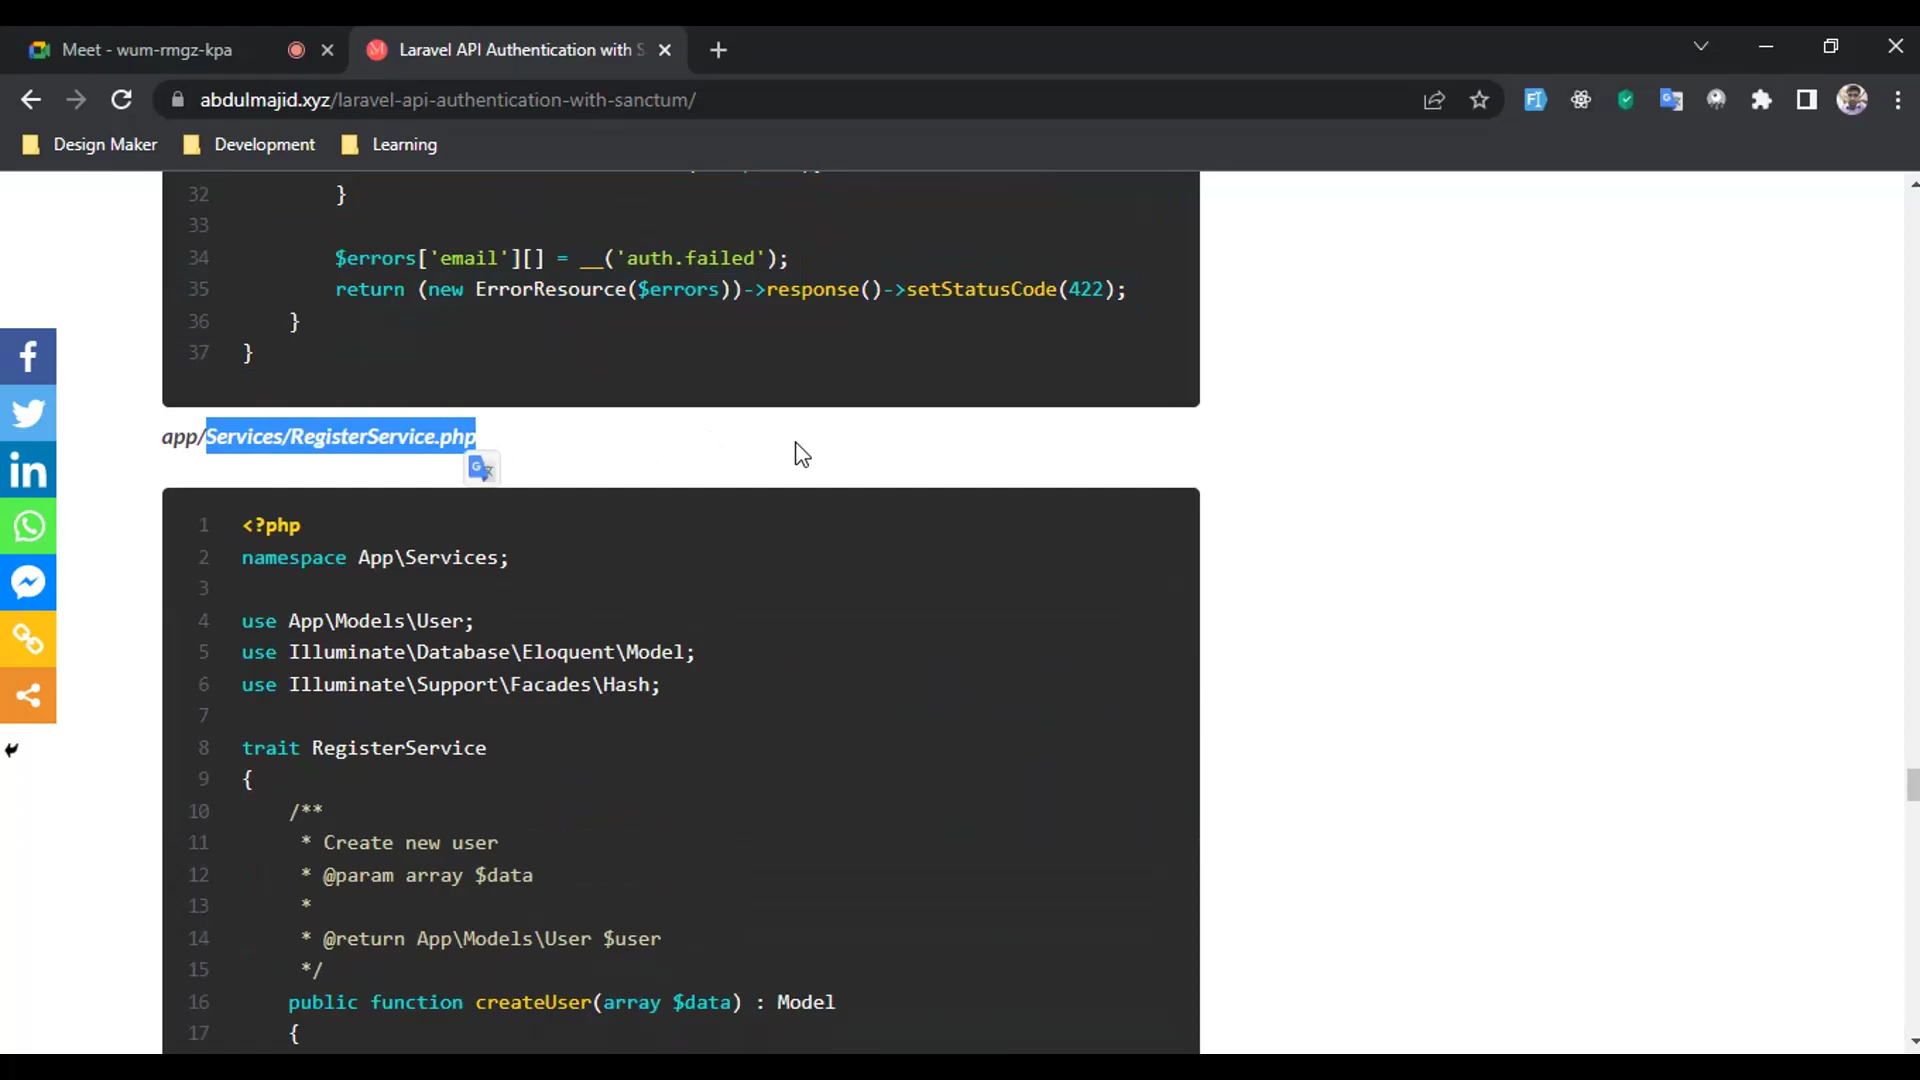 Meet - wum-rmgz-kpa
Laravel API Authentication with S
abdulmajid.xyz/laravel-api-authentication-with-sanctum/
Design Maker
Development
Learning
32 }
33
34 $errors['email'][] = __('auth.failed');
35 return (new ErrorResource($errors))->response()->setStatusCode(422);
36 }
37 }
app/Services/RegisterService.php
1 <?php
2 namespace App\Services;
3
4 use App\Models\User;
5 use Illuminate\Database\Eloquent\Model;
6 use Illuminate\Support\Facades\Hash;
7
8 trait RegisterService
9 {
10 /**
11 * Create new user
12 * @param array $data
13 *
14 * @return App\Models\User $user
15 */
16 public function createUser(array $data) : Model
17 {